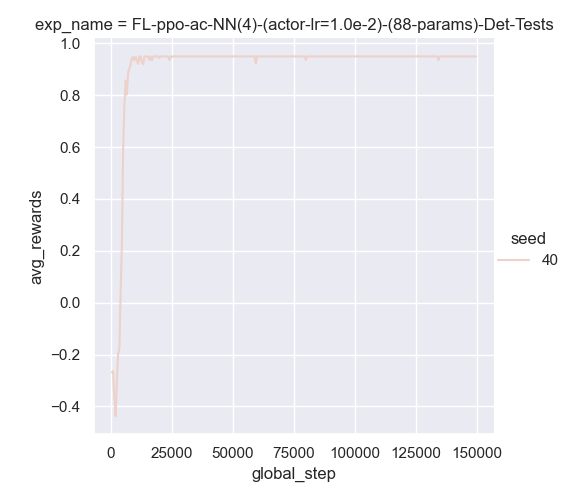 exp_name = FL-ppo-ac-NN(4)-(actor-lr=1.0e-2)-(88-params)-Det-Tests
1.0
0.8
0.6
0.4
0.2
0.0
−0.2
−0.4
avg_rewards
0 25000 50000 75000 100000 125000 150000
global_step
seed
40